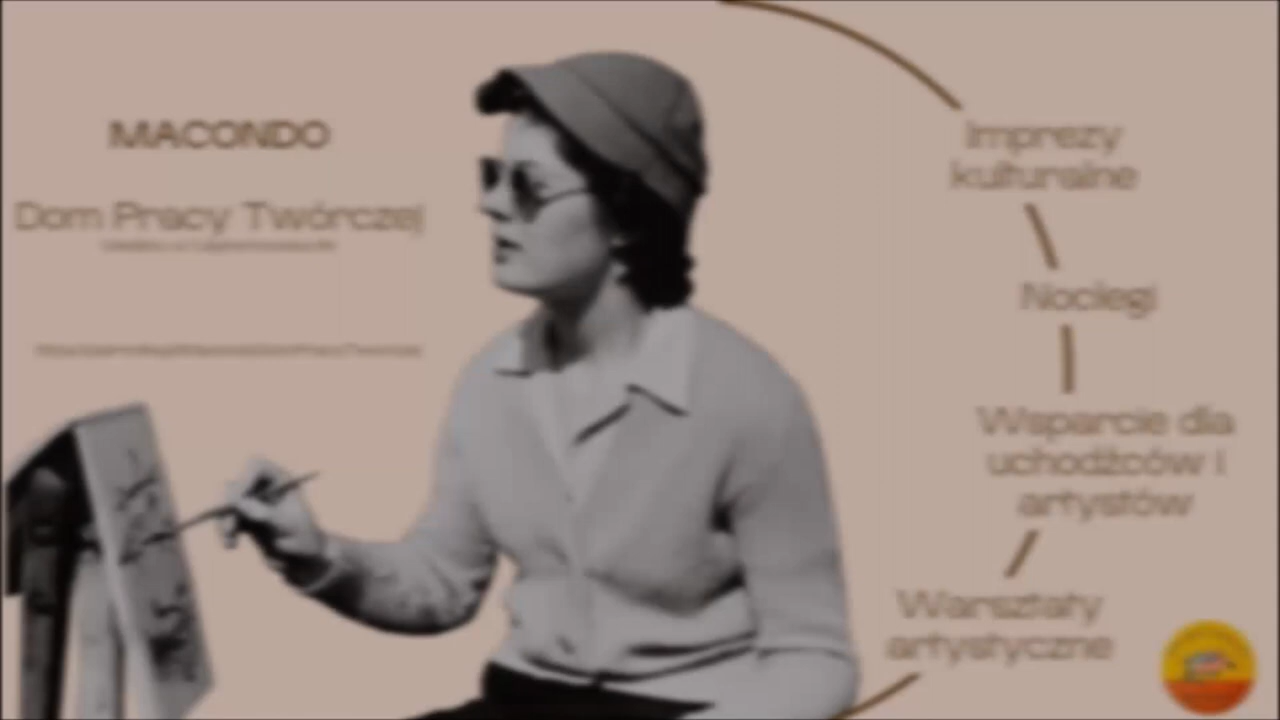 MACONDO
Dom Pracy Twórczej
Imprezy
kulturalne
Noclegi
Wsparcie dla
uchodźców i
artystów
Warsztaty
artystyczne